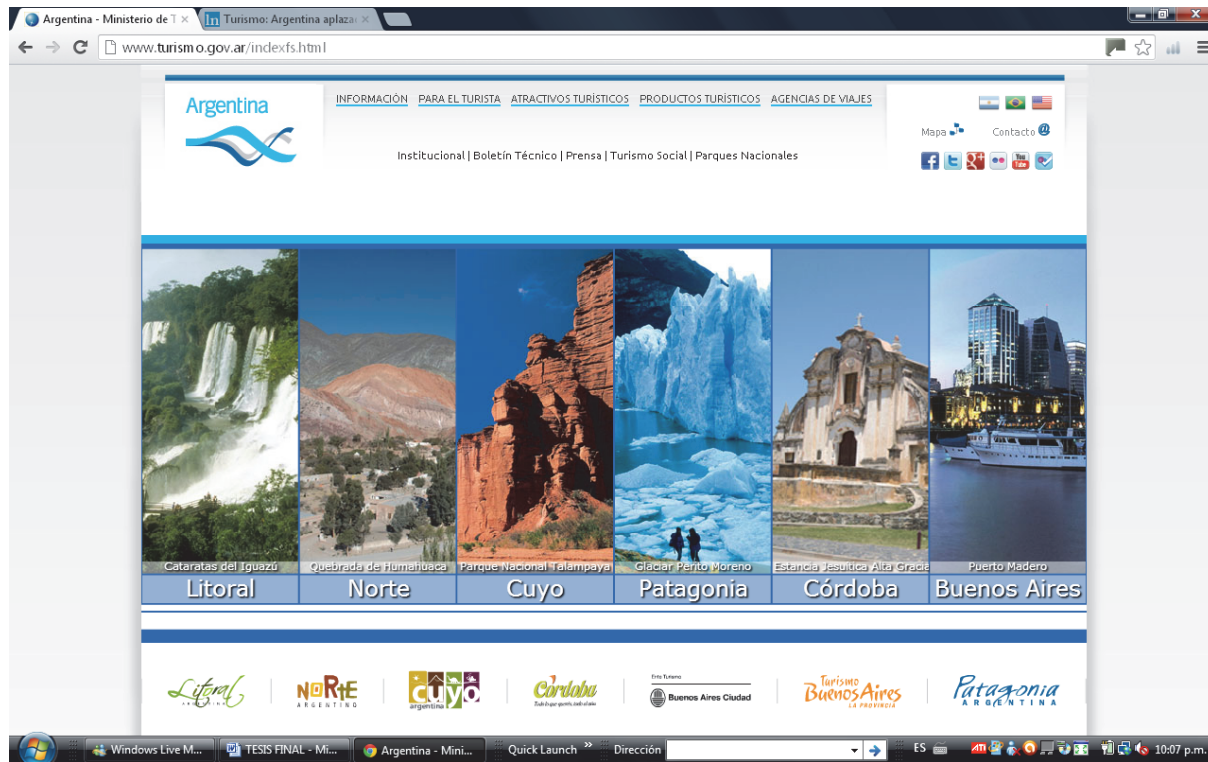 Argentina - Ministerio de T
Turismo: Argentina aplaza
www.turismo.gov.ar/indexfs.html
Argentina
INFORMACIÓN PARA EL TURISTA ATRACTIVOS TURÍSTICOS PRODUCTOS TURÍSTICOS AGENCIAS DE VIAJES
Mapa Contacto
Institucional | Boletín Técnico | Prensa | Turismo Social | Parques Nacionales
You Tube
Cataratas del Iguazú Quebrada de Humahuaca Parque Nacional Talampaya Glaciar Perito Moreno Estancia Jesuítica Alta Gracia Puerto Madero
Litoral Norte Cuyo Patagonia Córdoba Buenos Aires
Litoral
NORtE
ARGENTINO
cuyo
argentina
Córdoba
Ente Turismo
Buenos Aires Ciudad
Turismo
BuenosAires
LA PROVINCIA
Patagonia
ARGENTINA
Windows Live M... TESIS FINAL - Mi... Argentina - Mini... Quick Launch » Dirección ES ATI 10:07 p.m.